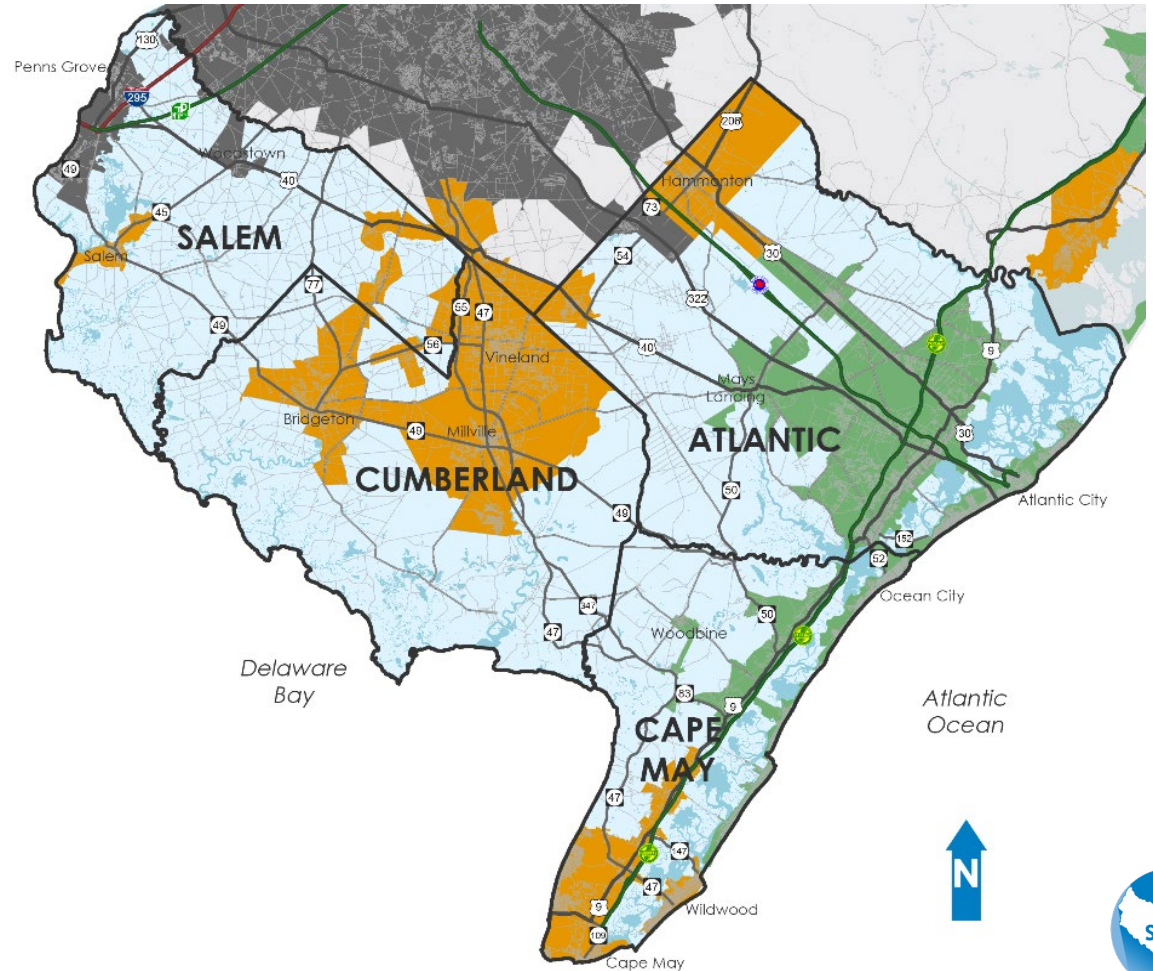 130
Penns Grove
295
TP
206
Woodstown
49
40
Hammonton
73
45
SALEM
30
54
Salem
77
55
47
322
49
9
56
40
Vineland
Mays
Landing
Bridgeton
49
Millville
ATLANTIC
30
CUMBERLAND
50
Atlantic City
49
152
52
Ocean City
347
50
47
Woodbine
Delaware
Bay
83
9
Atlantic
Ocean
CAPE
MAY
47
147
N
47
9
Wildwood
109
Cape May
S